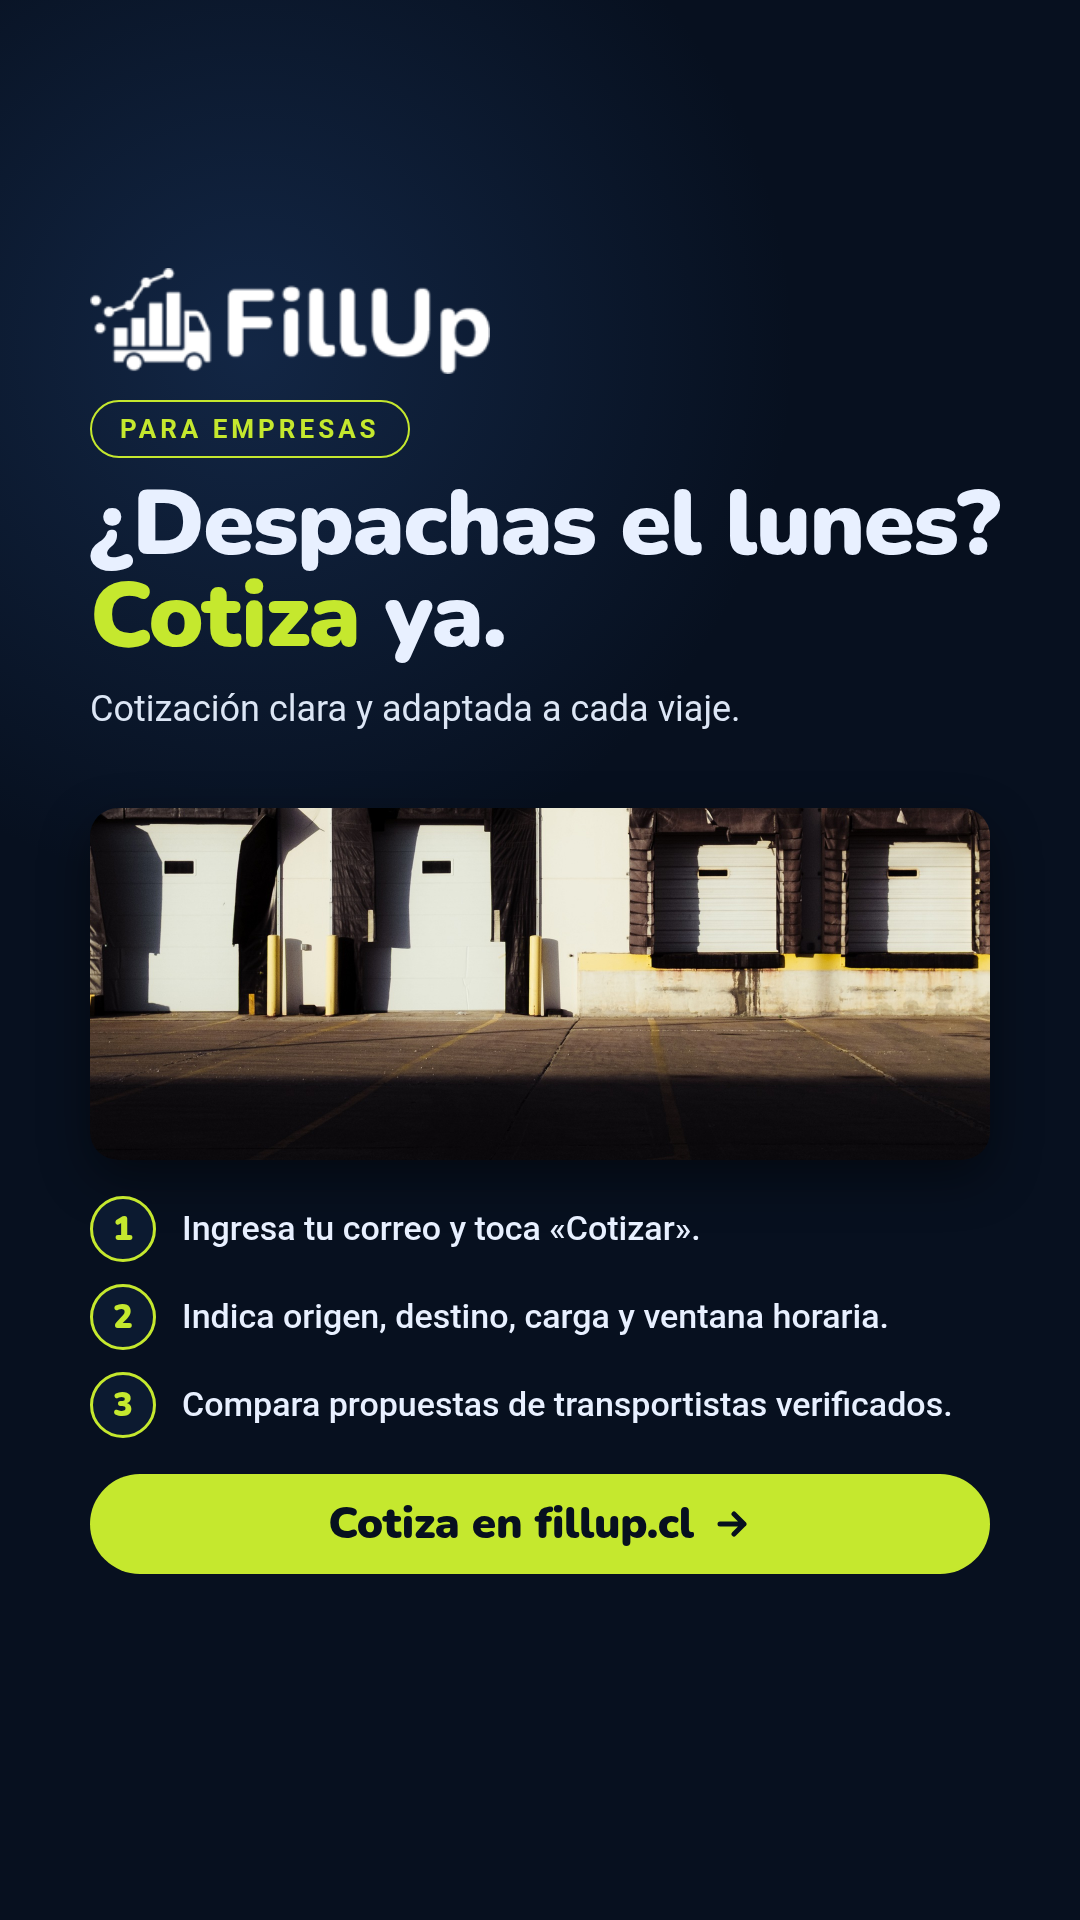 FillUp
PARA EMPRESAS
¿Despachas el lunes?
Cotiza ya.
Cotización clara y adaptada a cada viaje.
1 Ingresa tu correo y toca «Cotizar».
2 Indica origen, destino, carga y ventana horaria.
3 Compara propuestas de transportistas verificados.
Cotiza en fillup.cl →